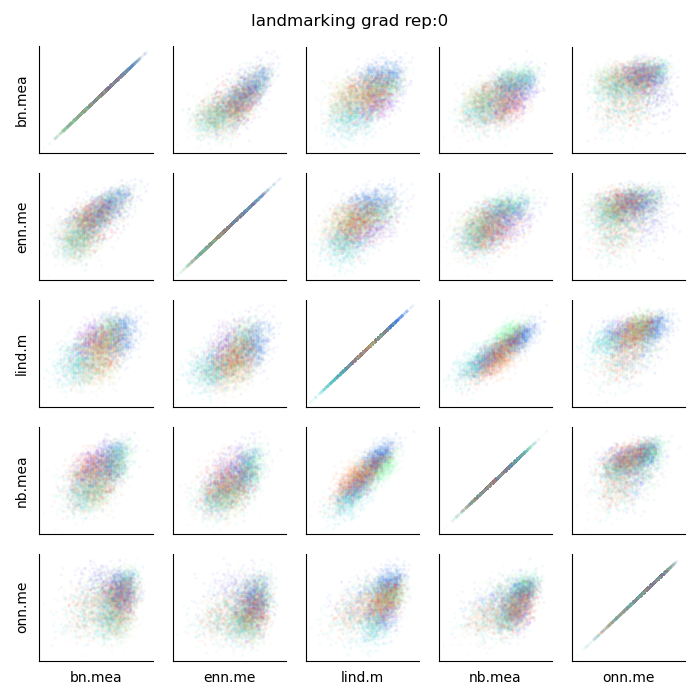 landmarking grad rep:0
bn.mea
enn.me
lind.m
nb.mea
onn.me
bn.mea enn.me lind.m nb.mea onn.me